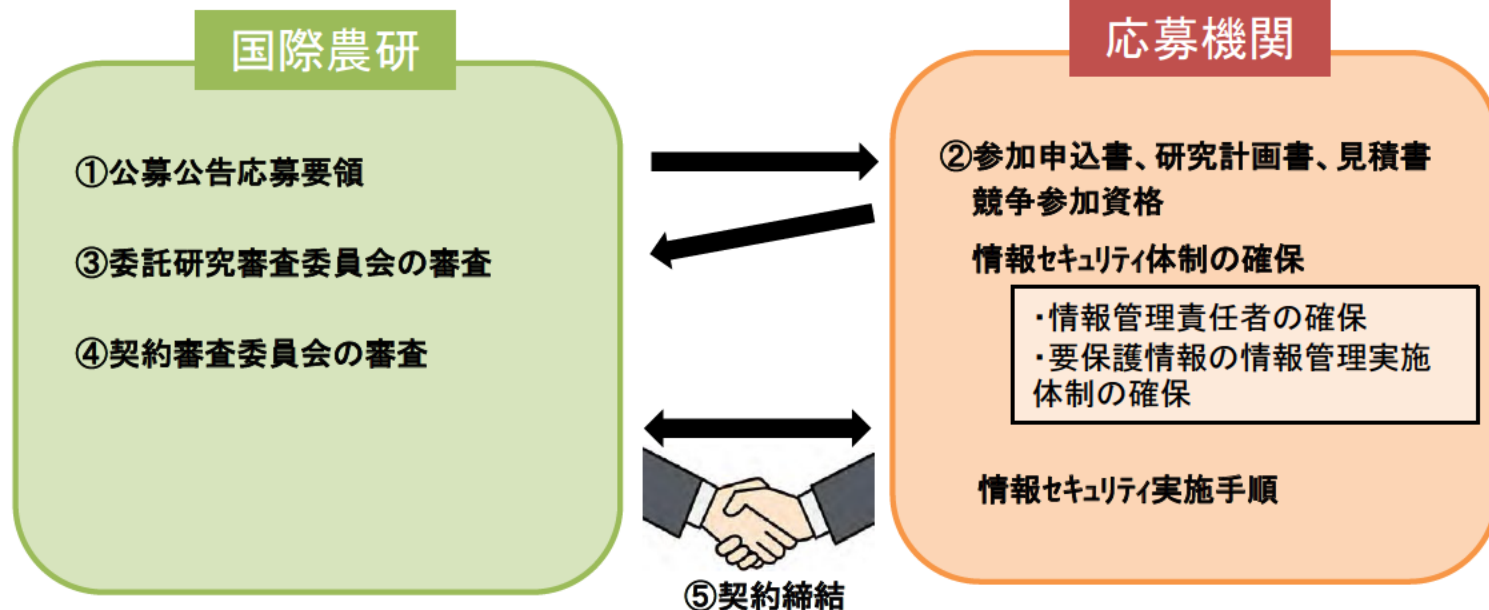 国際農研
①公募公告応募要領
③委託研究審査委員会の審査
④契約審査委員会の審査
応募機関
②参加申込書、研究計画書、見積書
競争参加資格
情報ｾｷｭﾘﾃｨ体制の確保
・情報管理責任者の確保
・要保護情報の情報管理実施
体制の確保
情報ｾｷｭﾘﾃｨ実施手順
⑤契約締結